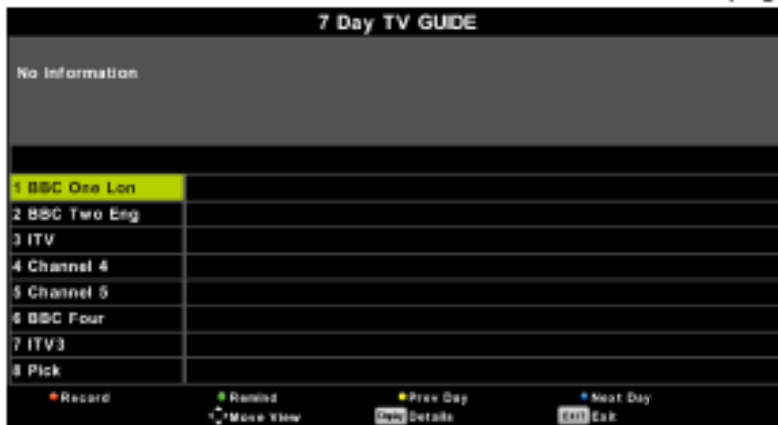 7 Day TV GUIDE
No Information
1 BBC One Lon
2 BBC Two Eng
3 ITV
4 Channel 4
5 Channel 5
6 BBC Four
7 ITV3
8 Pick
Record Remind Prev Day Next Day
Move View Display Details EXIT Exit